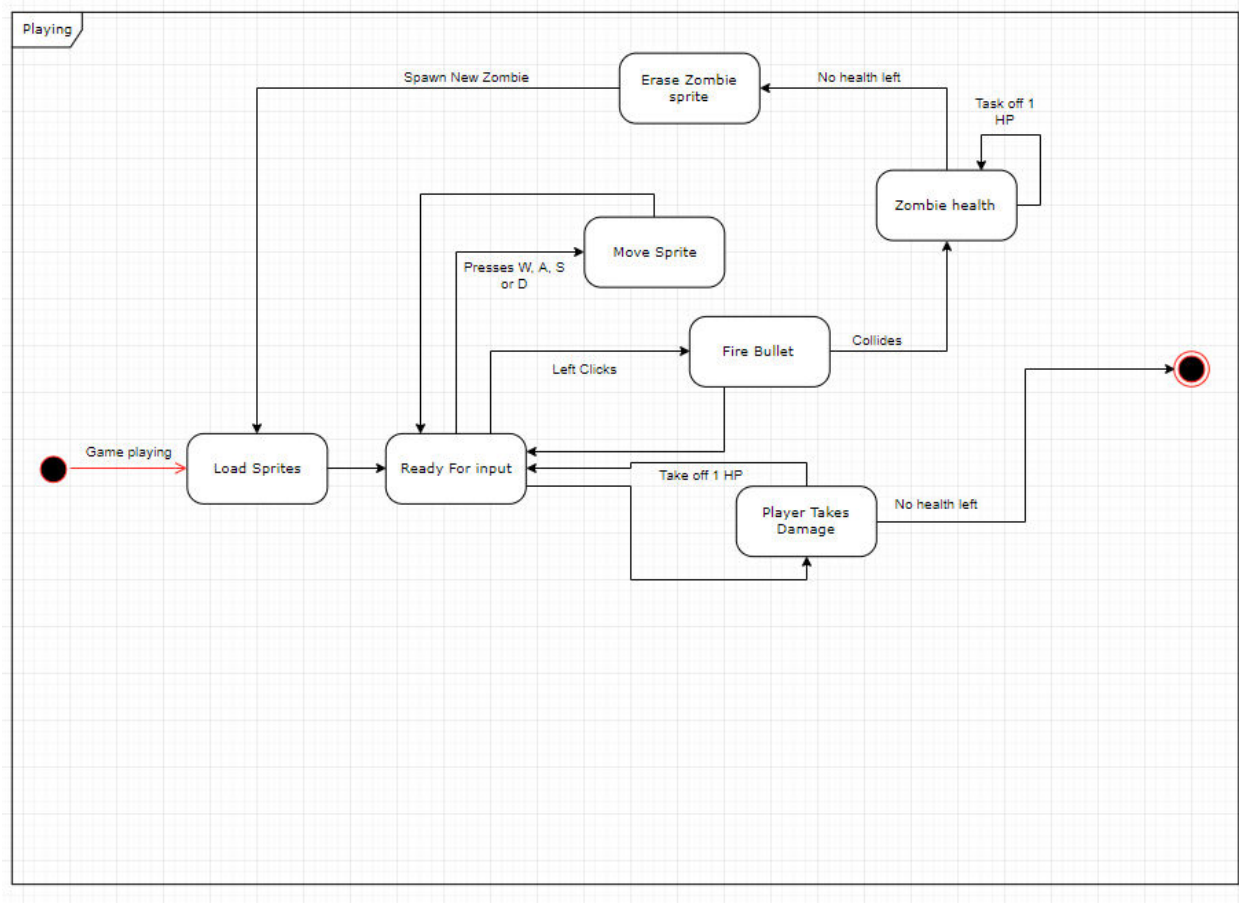 Playing
Spawn New Zombie
Erase Zombie
sprite
No health left
Task off 1
HP
Zombie health
Move Sprite
Presses W, A, S
or D
Fire Bullet
Collides
Left Clicks
Game playing
Load Sprites
Ready For input
Take off 1 HP
Player Takes
Damage
No health left